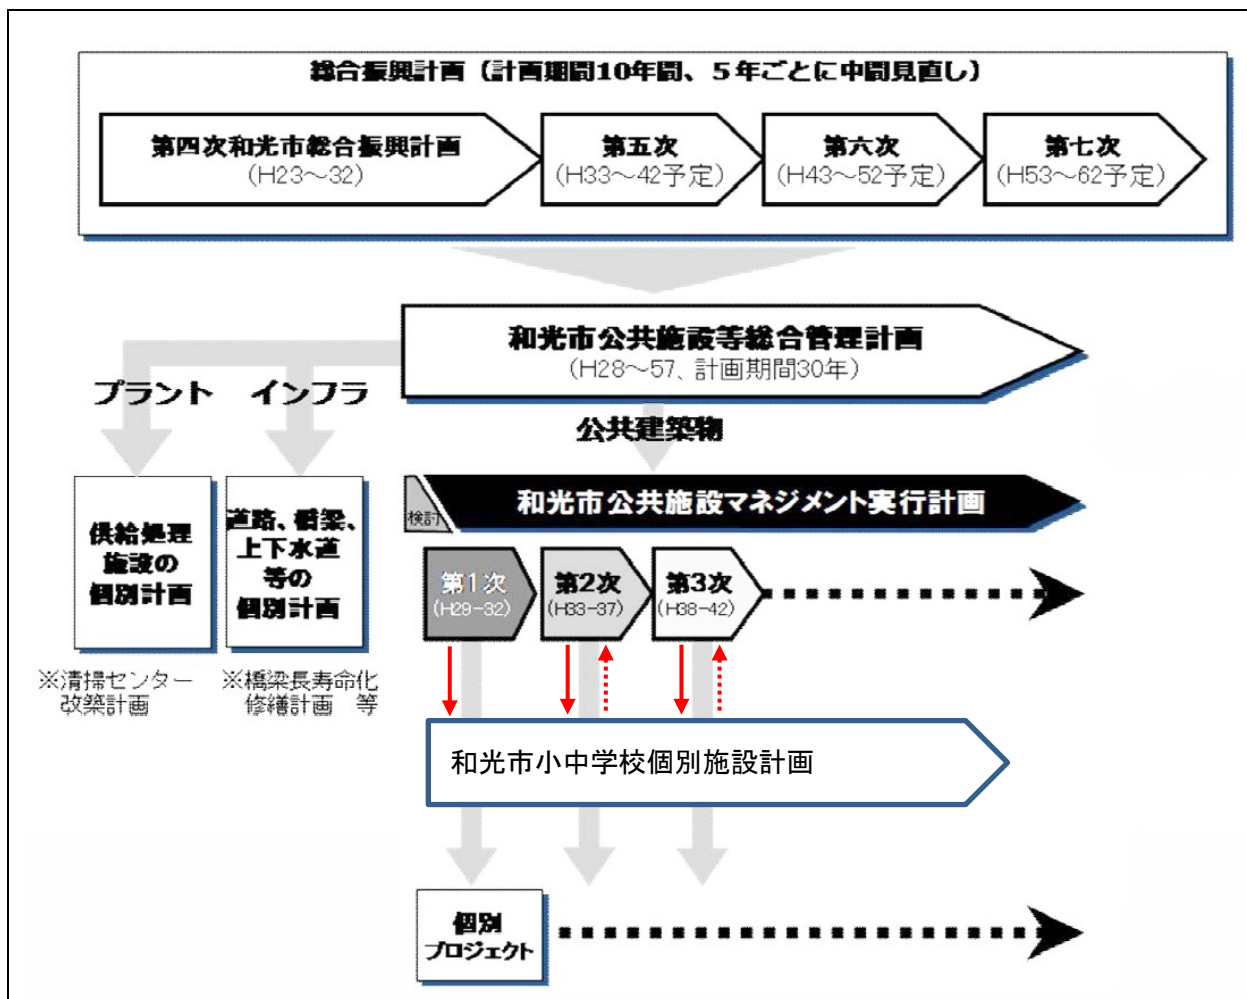 総合振興計画（計画期間10年間、５年ごとに中間見直し）
第四次和光市総合振興計画
（H23～32）
第五次
（H33～42予定）
第六次
（H43～52予定）
第七次
（H53～62予定）
和光市公共施設等総合管理計画
（H28～57、計画期間30年）
プラント
インフラ
公共建築物
供給処理
施設の
個別計画
※清掃センター
改築計画
道路、橋梁、
上下水道
等の
個別計画
※橋梁長寿命化
修繕計画　等
検討
和光市公共施設マネジメント実行計画
第１次
（H29-32）
第２次
（H33-37）
第３次
（H38-42）
和光市小中学校個別施設計画
個別
プロジェクト